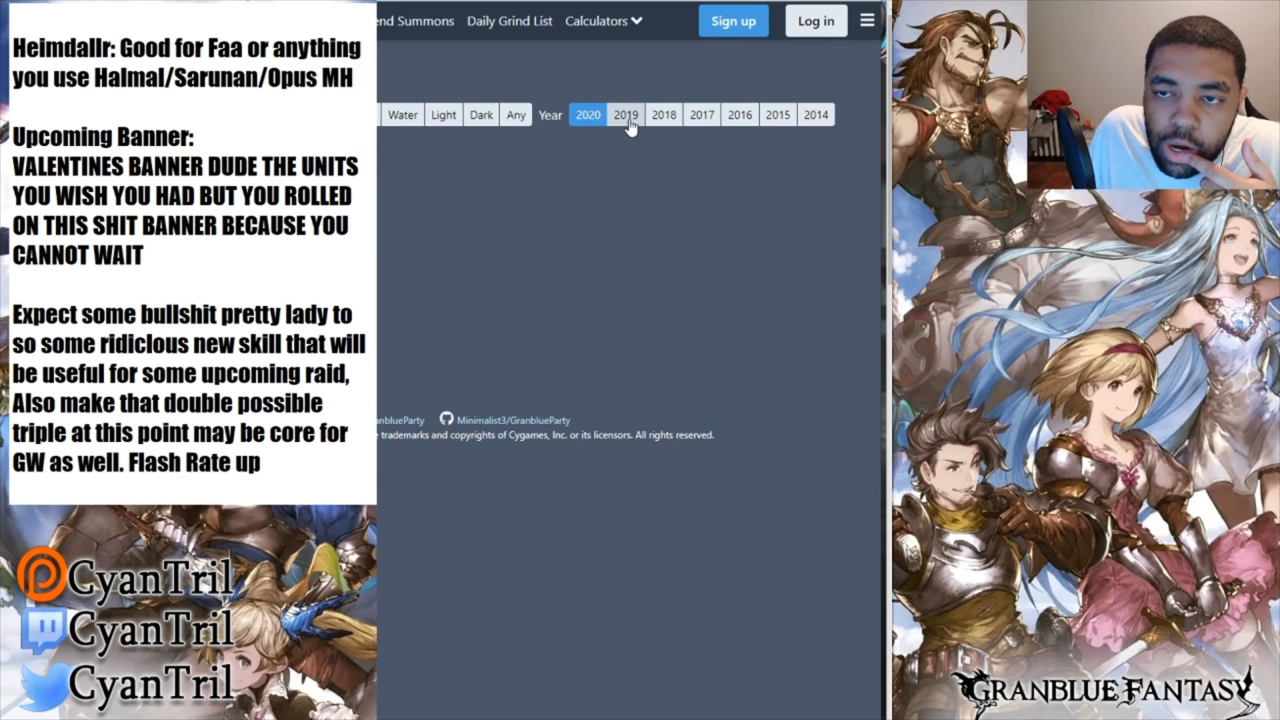 Heimdallr: Good for Faa or anything
you use Halmal/Sarunan/Opus MH
Upcoming Banner:
VALENTINES BANNER DUDE THE UNITS
YOU WISH YOU HAD BUT YOU ROLLED
ON THIS SHIT BANNER BECAUSE YOU
CANNOT WAIT
Expect some bullshit pretty lady to
so some ridiclous new skill that will
be useful for some upcoming raid,
Also make that double possible
triple at this point may be core for
GW as well. Flash Rate up
CyanTril
CyanTril
CyanTril
end Summons Daily Grind List Calculators Sign up Log in
Water Light Dark Any Year 2020 2019 2018 2017 2016 2015 2014
anblueParty Minimalist3/GranblueParty
e trademarks and copyrights of Cygames, Inc. or its licensors. All rights reserved.
GRANBLUE FANTASY